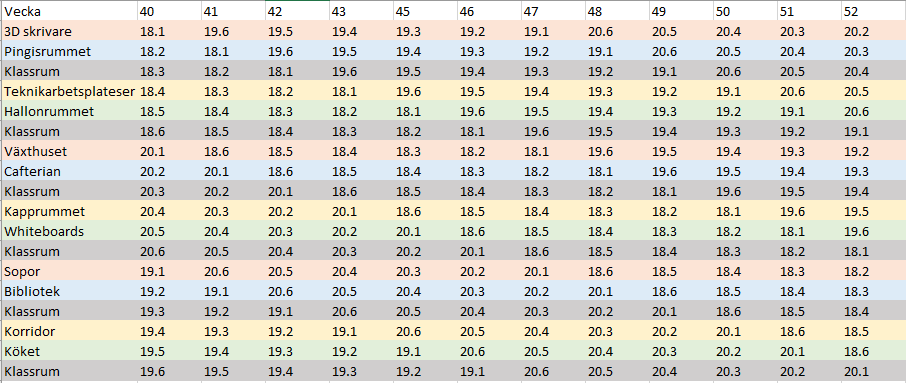 Vecka 40 41 42 43 45 46 47 48 49 50 51 52
3D skrivare 18.1 19.6 19.5 19.4 19.3 19.2 19.1 20.6 20.5 20.4 20.3 20.2
Pingisrummet 18.2 18.1 19.6 19.5 19.4 19.3 19.2 19.1 20.6 20.5 20.4 20.3
Klassrum 18.3 18.2 18.1 19.6 19.5 19.4 19.3 19.2 19.1 20.6 20.5 20.4
Teknikarbetsplateser 18.4 18.3 18.2 18.1 19.6 19.5 19.4 19.3 19.2 19.1 20.6 20.5
Hallonrummet 18.5 18.4 18.3 18.2 18.1 19.6 19.5 19.4 19.3 19.2 19.1 20.6
Klassrum 18.6 18.5 18.4 18.3 18.2 18.1 19.6 19.5 19.4 19.3 19.2 19.1
Växthuset 20.1 18.6 18.5 18.4 18.3 18.2 18.1 19.6 19.5 19.4 19.3 19.2
Cafterian 20.2 20.1 18.6 18.5 18.4 18.3 18.2 18.1 19.6 19.5 19.4 19.3
Klassrum 20.3 20.2 20.1 18.6 18.5 18.4 18.3 18.2 18.1 19.6 19.5 19.4
Kapprummet 20.4 20.3 20.2 20.1 18.6 18.5 18.4 18.3 18.2 18.1 19.6 19.5
Whiteboards 20.5 20.4 20.3 20.2 20.1 18.6 18.5 18.4 18.3 18.2 18.1 19.6
Klassrum 20.6 20.5 20.4 20.3 20.2 20.1 18.6 18.5 18.4 18.3 18.2 18.1
Sopor 19.1 20.6 20.5 20.4 20.3 20.2 20.1 18.6 18.5 18.4 18.3 18.2
Bibliotek 19.2 19.1 20.6 20.5 20.4 20.3 20.2 20.1 18.6 18.5 18.4 18.3
Klassrum 19.3 19.2 19.1 20.6 20.5 20.4 20.3 20.2 20.1 18.6 18.5 18.4
Korridor 19.4 19.3 19.2 19.1 20.6 20.5 20.4 20.3 20.2 20.1 18.6 18.5
Köket 19.5 19.4 19.3 19.2 19.1 20.6 20.5 20.4 20.3 20.2 20.1 18.6
Klassrum 19.6 19.5 19.4 19.3 19.2 19.1 20.6 20.5 20.4 20.3 20.2 20.1